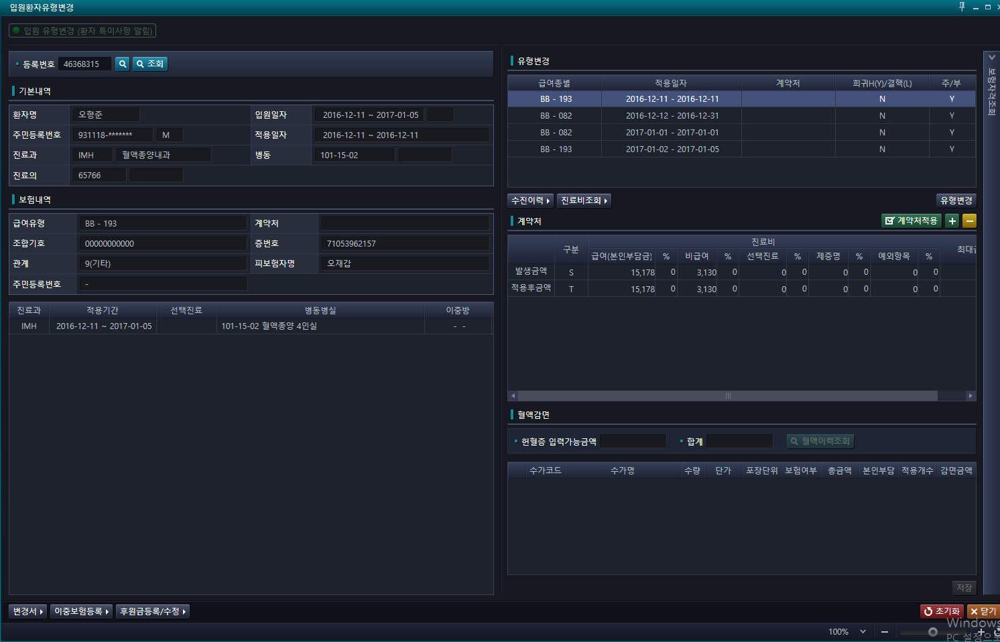 입원환자유형변경
입원 유형변경 (환자 특이사항 알림)
등록번호 46368315 조회
기본내역
환자명 오형준 입원일자 2016-12-11 ~ 2017-01-05
주민등록번호 931118-******* M 적용일자 2016-12-11 ~ 2016-12-11
진료과 IMH 혈액종양내과 병동 101-15-02
진료의 65766
보험내역
급여유형 BB - 193 계약처
조합기호 00000000000 증번호 71053962157
관계 9(기타) 피보험자명 오재갑
주민등록번호 -
진료과 적용기간 선택진료 병동병실 이중방
IMH 2016-12-11 ~ 2017-01-05 101-15-02 혈액종양 4인실 - -
유형변경
급여종별 적용일자 계약처 희귀H(Y)/결핵(L) 주/부
BB - 193 2016-12-11 - 2016-12-11 N Y
BB - 082 2016-12-12 - 2016-12-31 N Y
BB - 082 2017-01-01 - 2017-01-01 N Y
BB - 193 2017-01-02 - 2017-01-05 N Y
수진이력 진료비조회 유형변경
계약처 계약처적용
구분 진료비 최대
급여(본인부담금) % 비급여 % 선택진료 % 제증명 % 예외항목 %
발생금액 S 15,178 0 3,130 0 0 0 0 0 0 0
적용후금액 T 15,178 0 3,130 0 0 0 0 0 0 0
혈액감면
헌혈증 입력가능금액 합계 혈액이력조회
수가코드 수가명 수량 단가 포장단위 보험여부 총금액 본인부담 적용개수 감면금액
저장
보험자격조회
변경서 이중보험등록 후원금등록/수정 초기화 닫기
100%
Windows
PC 설정으로